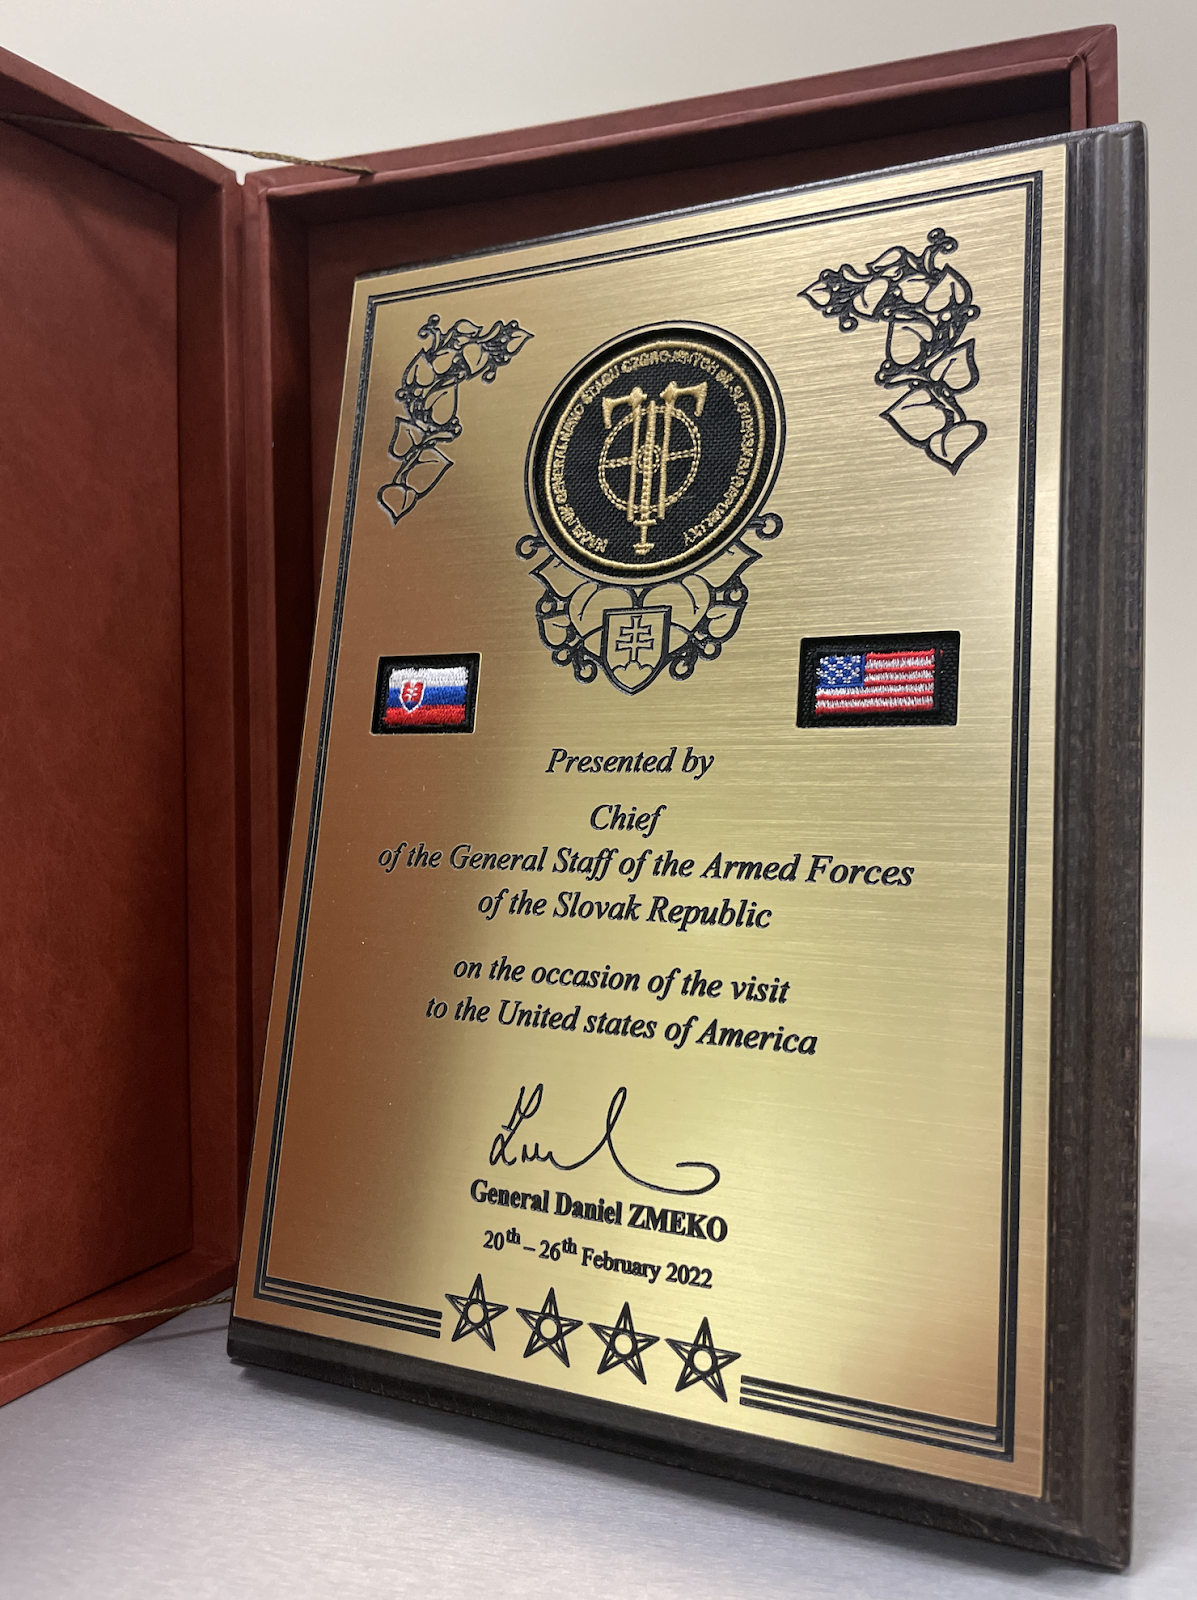 Presented by
Chief
of the General Staff of the Armed Forces
of the Slovak Republic
on the occasion of the visit
to the United states of America
General Daniel ZMEKO
20th – 26th February 2022